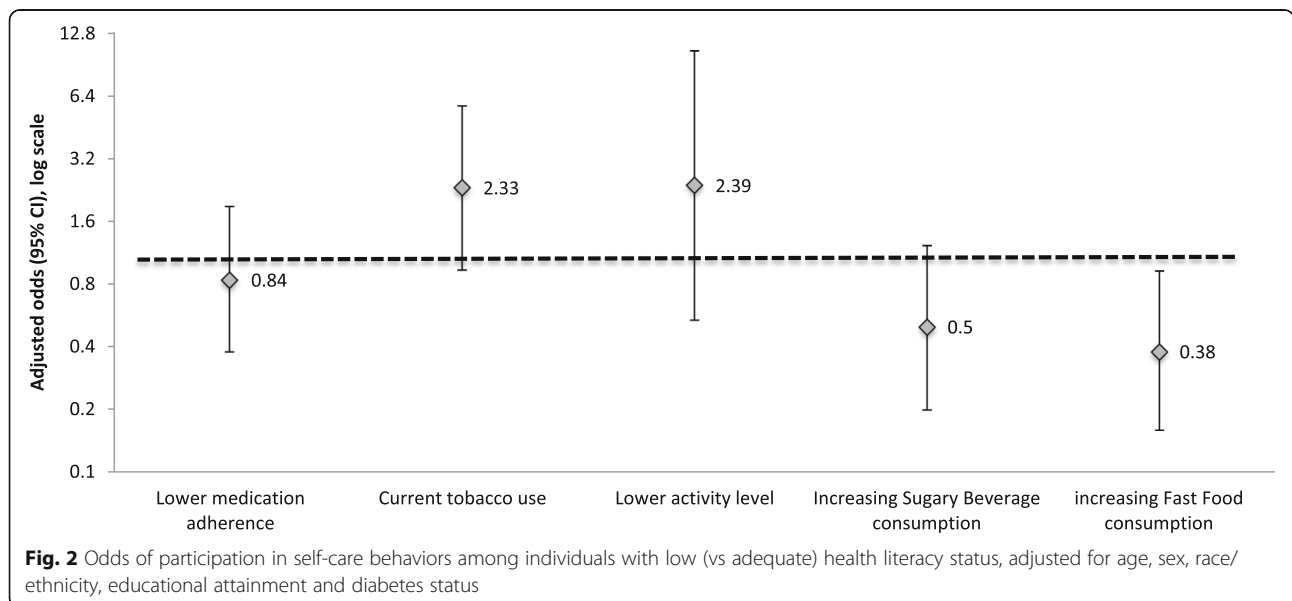 12.8
6.4
3.2
1.6
0.8
0.4
0.2
0.1
Adjusted odds (95% CI), log scale
0.84
2.33
2.39
0.5
0.38
Lower medication
adherence
Current tobacco use
Lower activity level
Increasing Sugary Beverage
consumption
increasing Fast Food
consumption
Fig. 2 Odds of participation in self-care behaviors among individuals with low (vs adequate) health literacy status, adjusted for age, sex, race/
ethnicity, educational attainment and diabetes status